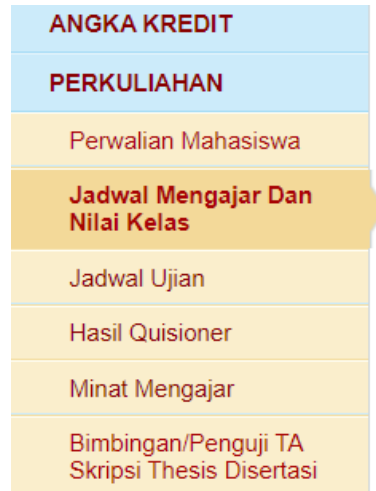 ANGKA KREDIT
PERKULIAHAN
Perwalian Mahasiswa
Jadwal Mengajar Dan
Nilai Kelas
Jadwal Ujian
Hasil Quisioner
Minat Mengajar
Bimbingan/Penguji TA
Skripsi Thesis Disertasi